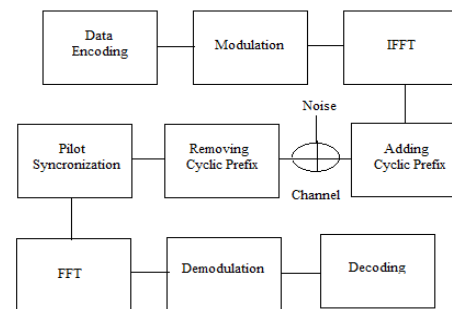 Data
Encoding
Modulation
IFFT
Noise
Pilot
Syncronization
Removing
Cyclic Prefix
Adding
Cyclic Prefix
Channel
FFT
Demodulation
Decoding